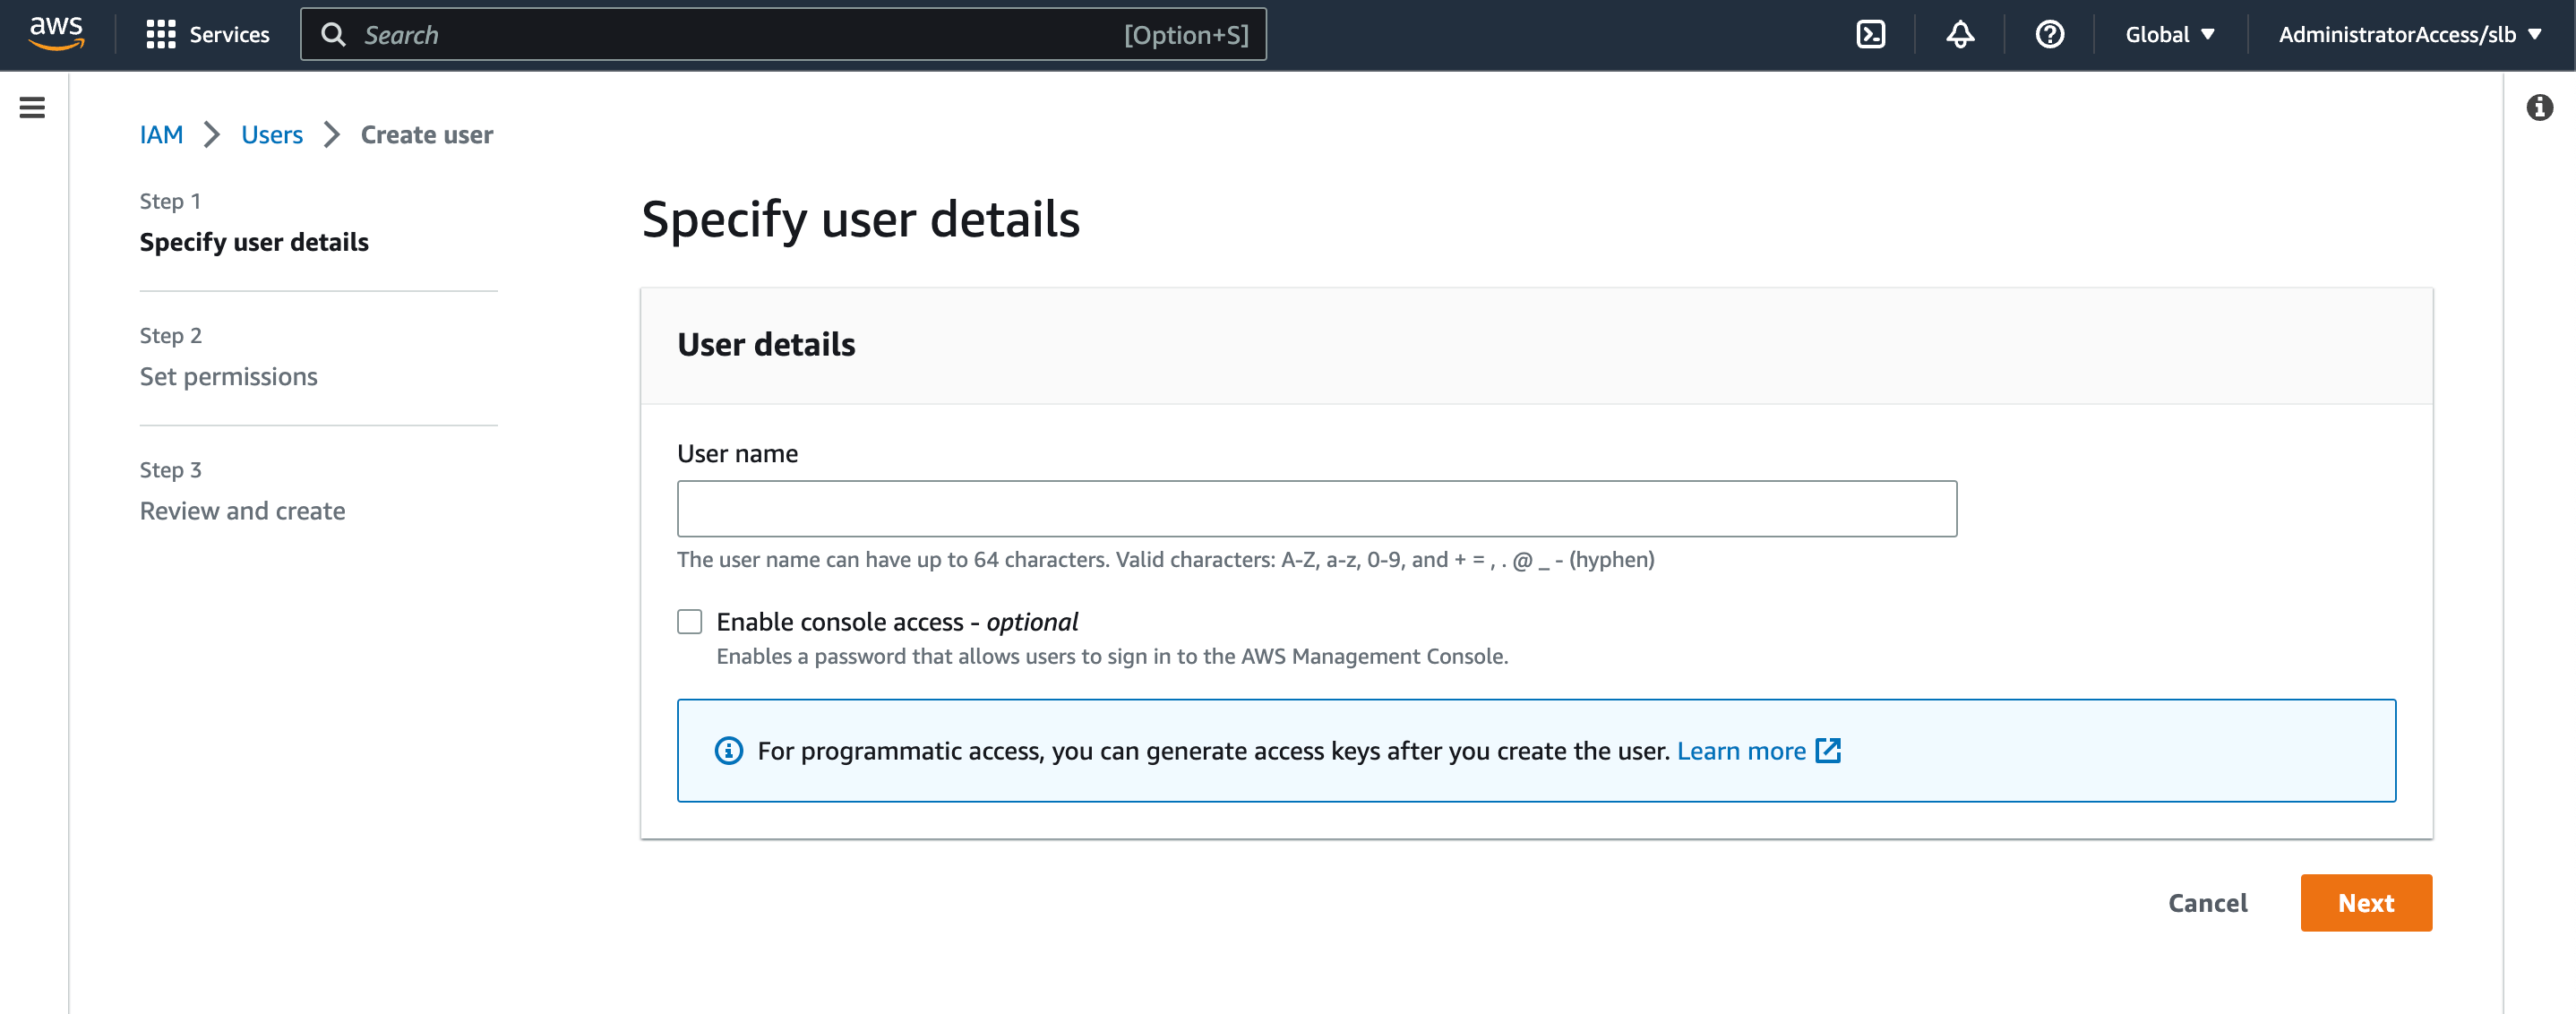 aws
Services
Search [Option+S]
Global
AdministratorAccess/slb
IAM > Users > Create user
Step 1
Specify user details
Step 2
Set permissions
Step 3
Review and create
Specify user details
User details
User name
The user name can have up to 64 characters. Valid characters: A-Z, a-z, 0-9, and + = , . @ _ - (hyphen)
Enable console access - optional
Enables a password that allows users to sign in to the AWS Management Console.
For programmatic access, you can generate access keys after you create the user. Learn more
Cancel
Next